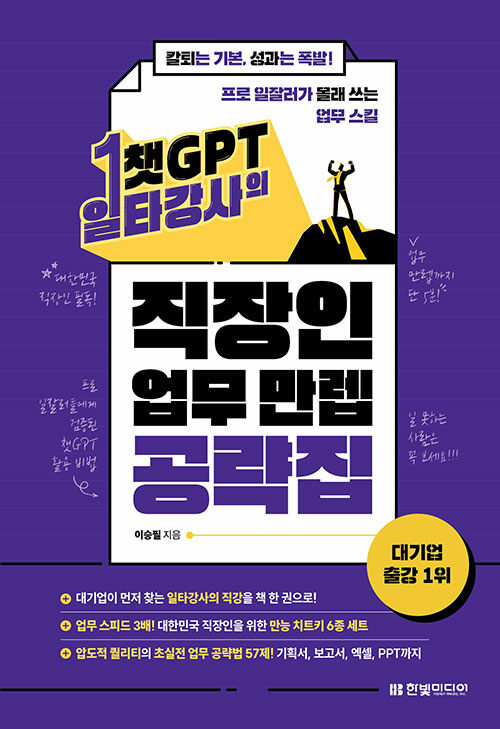 칼퇴는 기본, 성과는 폭발!
프로 일잘러가 몰래 쓰는
업무 스킬
챗GPT
1일타강사의
대한민국
직장인 필독!
업무
만렙까지
단 5분!
직장인
업무 만렙
공략집
프로
일잘러들에게
검증된
챗GPT
활용 비법
일 못하는
사람은
꼭 보세요!!!
이승필 지음
대기업
출강 1위
대기업이 먼저 찾는 일타강사의 직강을 책 한 권으로!
업무 스피드 3배! 대한민국 직장인을 위한 만능 치트키 6종 세트
압도적 퀄리티의 초실전 업무 공략법 57제! 기획서, 보고서, 엑셀, PPT까지
HB 한빛미디어
Hanbit Media, Inc.